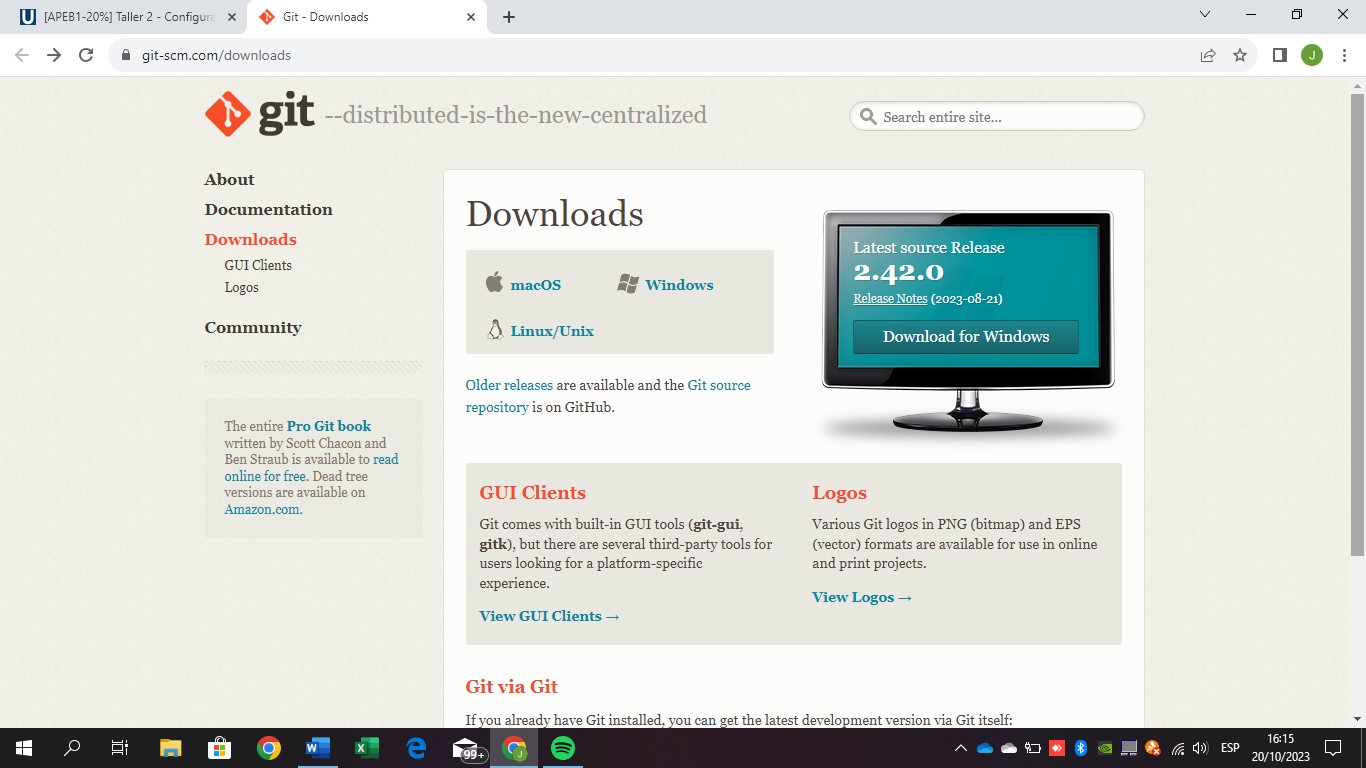 [APEB1-20%] Taller 2 - Configura
Git - Downloads
git-scm.com/downloads
J
git --distributed-is-the-new-centralized
Search entire site...
About
Documentation
Downloads
GUI Clients
Logos
Community
The entire Pro Git book
written by Scott Chacon and
Ben Straub is available to read
online for free. Dead tree
versions are available on
Amazon.com.
Downloads
macOS
Windows
Linux/Unix
Older releases are available and the Git source
repository is on GitHub.
Latest source Release
2.42.0
Release Notes (2023-08-21)
Download for Windows
GUI Clients
Git comes with built-in GUI tools (git-gui,
gitk), but there are several third-party tools for
users looking for a platform-specific
experience.
View GUI Clients →
Logos
Various Git logos in PNG (bitmap) and EPS
(vector) formats are available for use in online
and print projects.
View Logos →
Git via Git
If you already have Git installed, you can get the latest development version via Git itself:
99+
ESP
16:15
20/10/2023